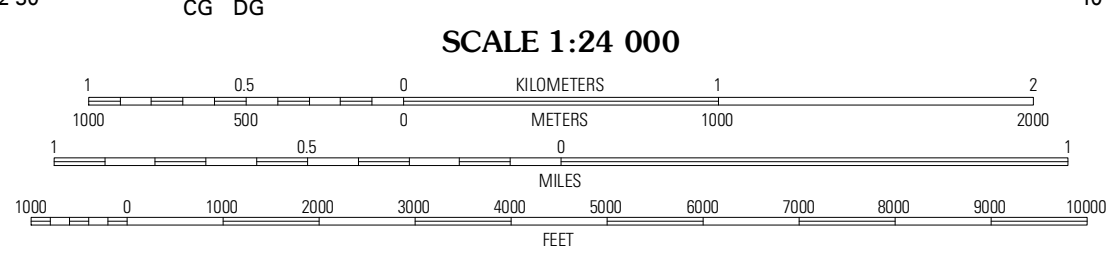 CG DG
SCALE 1:24 000
1 0.5 0 KILOMETERS 1 2
1000 500 0 METERS 1000 2000
1 0.5 0 1
MILES
1000 0 1000 2000 3000 4000 5000 6000 7000 8000 9000 10000
FEET